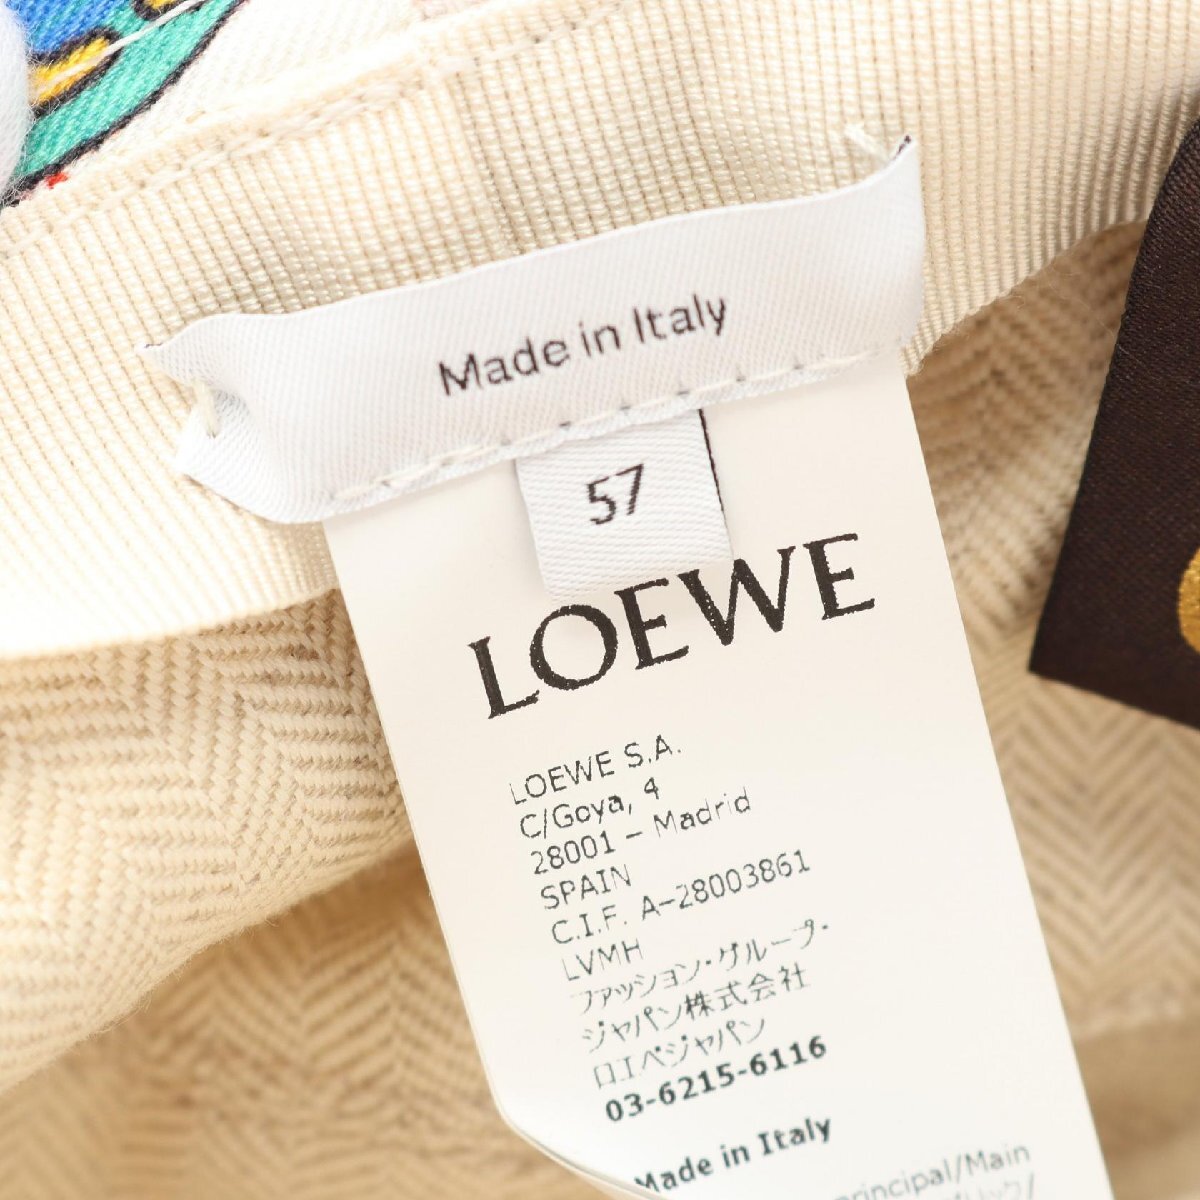 Made in Italy
57
LOEWE
LOEWE S.A.
C/Goya, 4
28001 - Madrid
SPAIN
C.I.F. A-28003861
LVMH
ファッション・グループ・
ジャパン株式会社
ロエベジャパン
03-6215-6116
Made in Italy
principal/Main